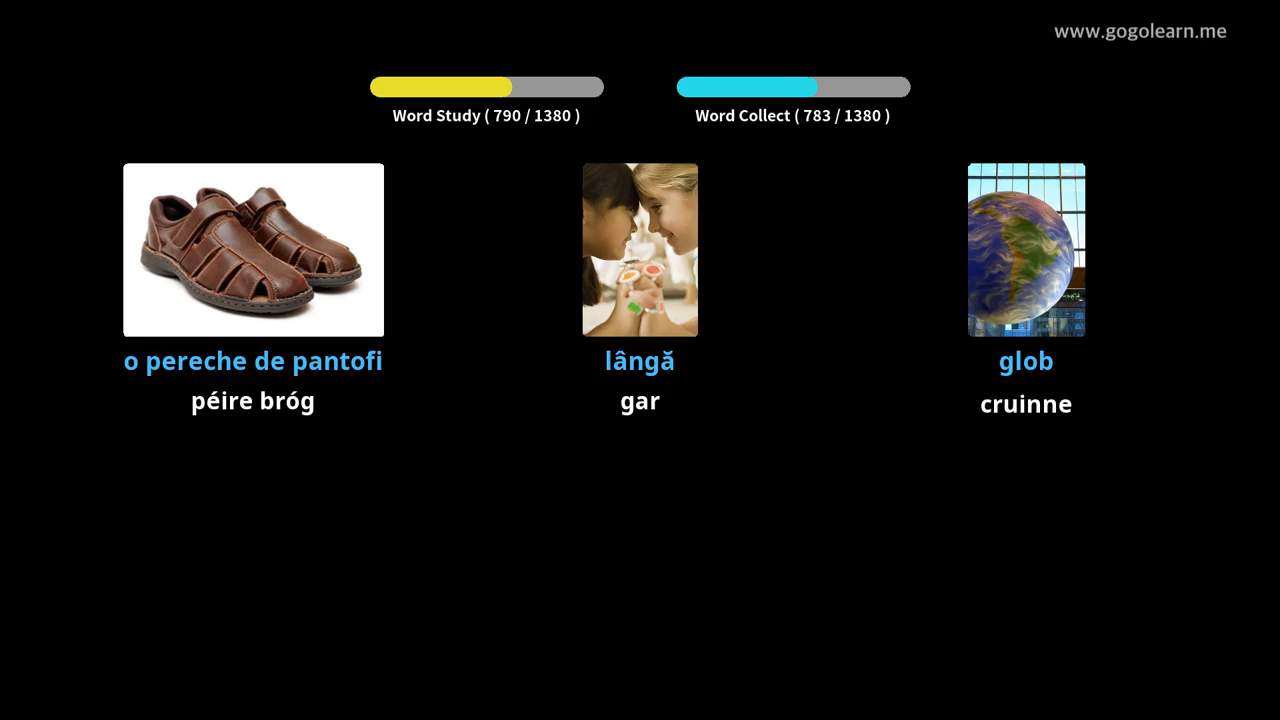 www.gogolearn.me
Word Study ( 790 / 1380 )
Word Collect ( 783 / 1380 )
o pereche de pantofi
péire bróg
lângă
gar
glob
cruinne